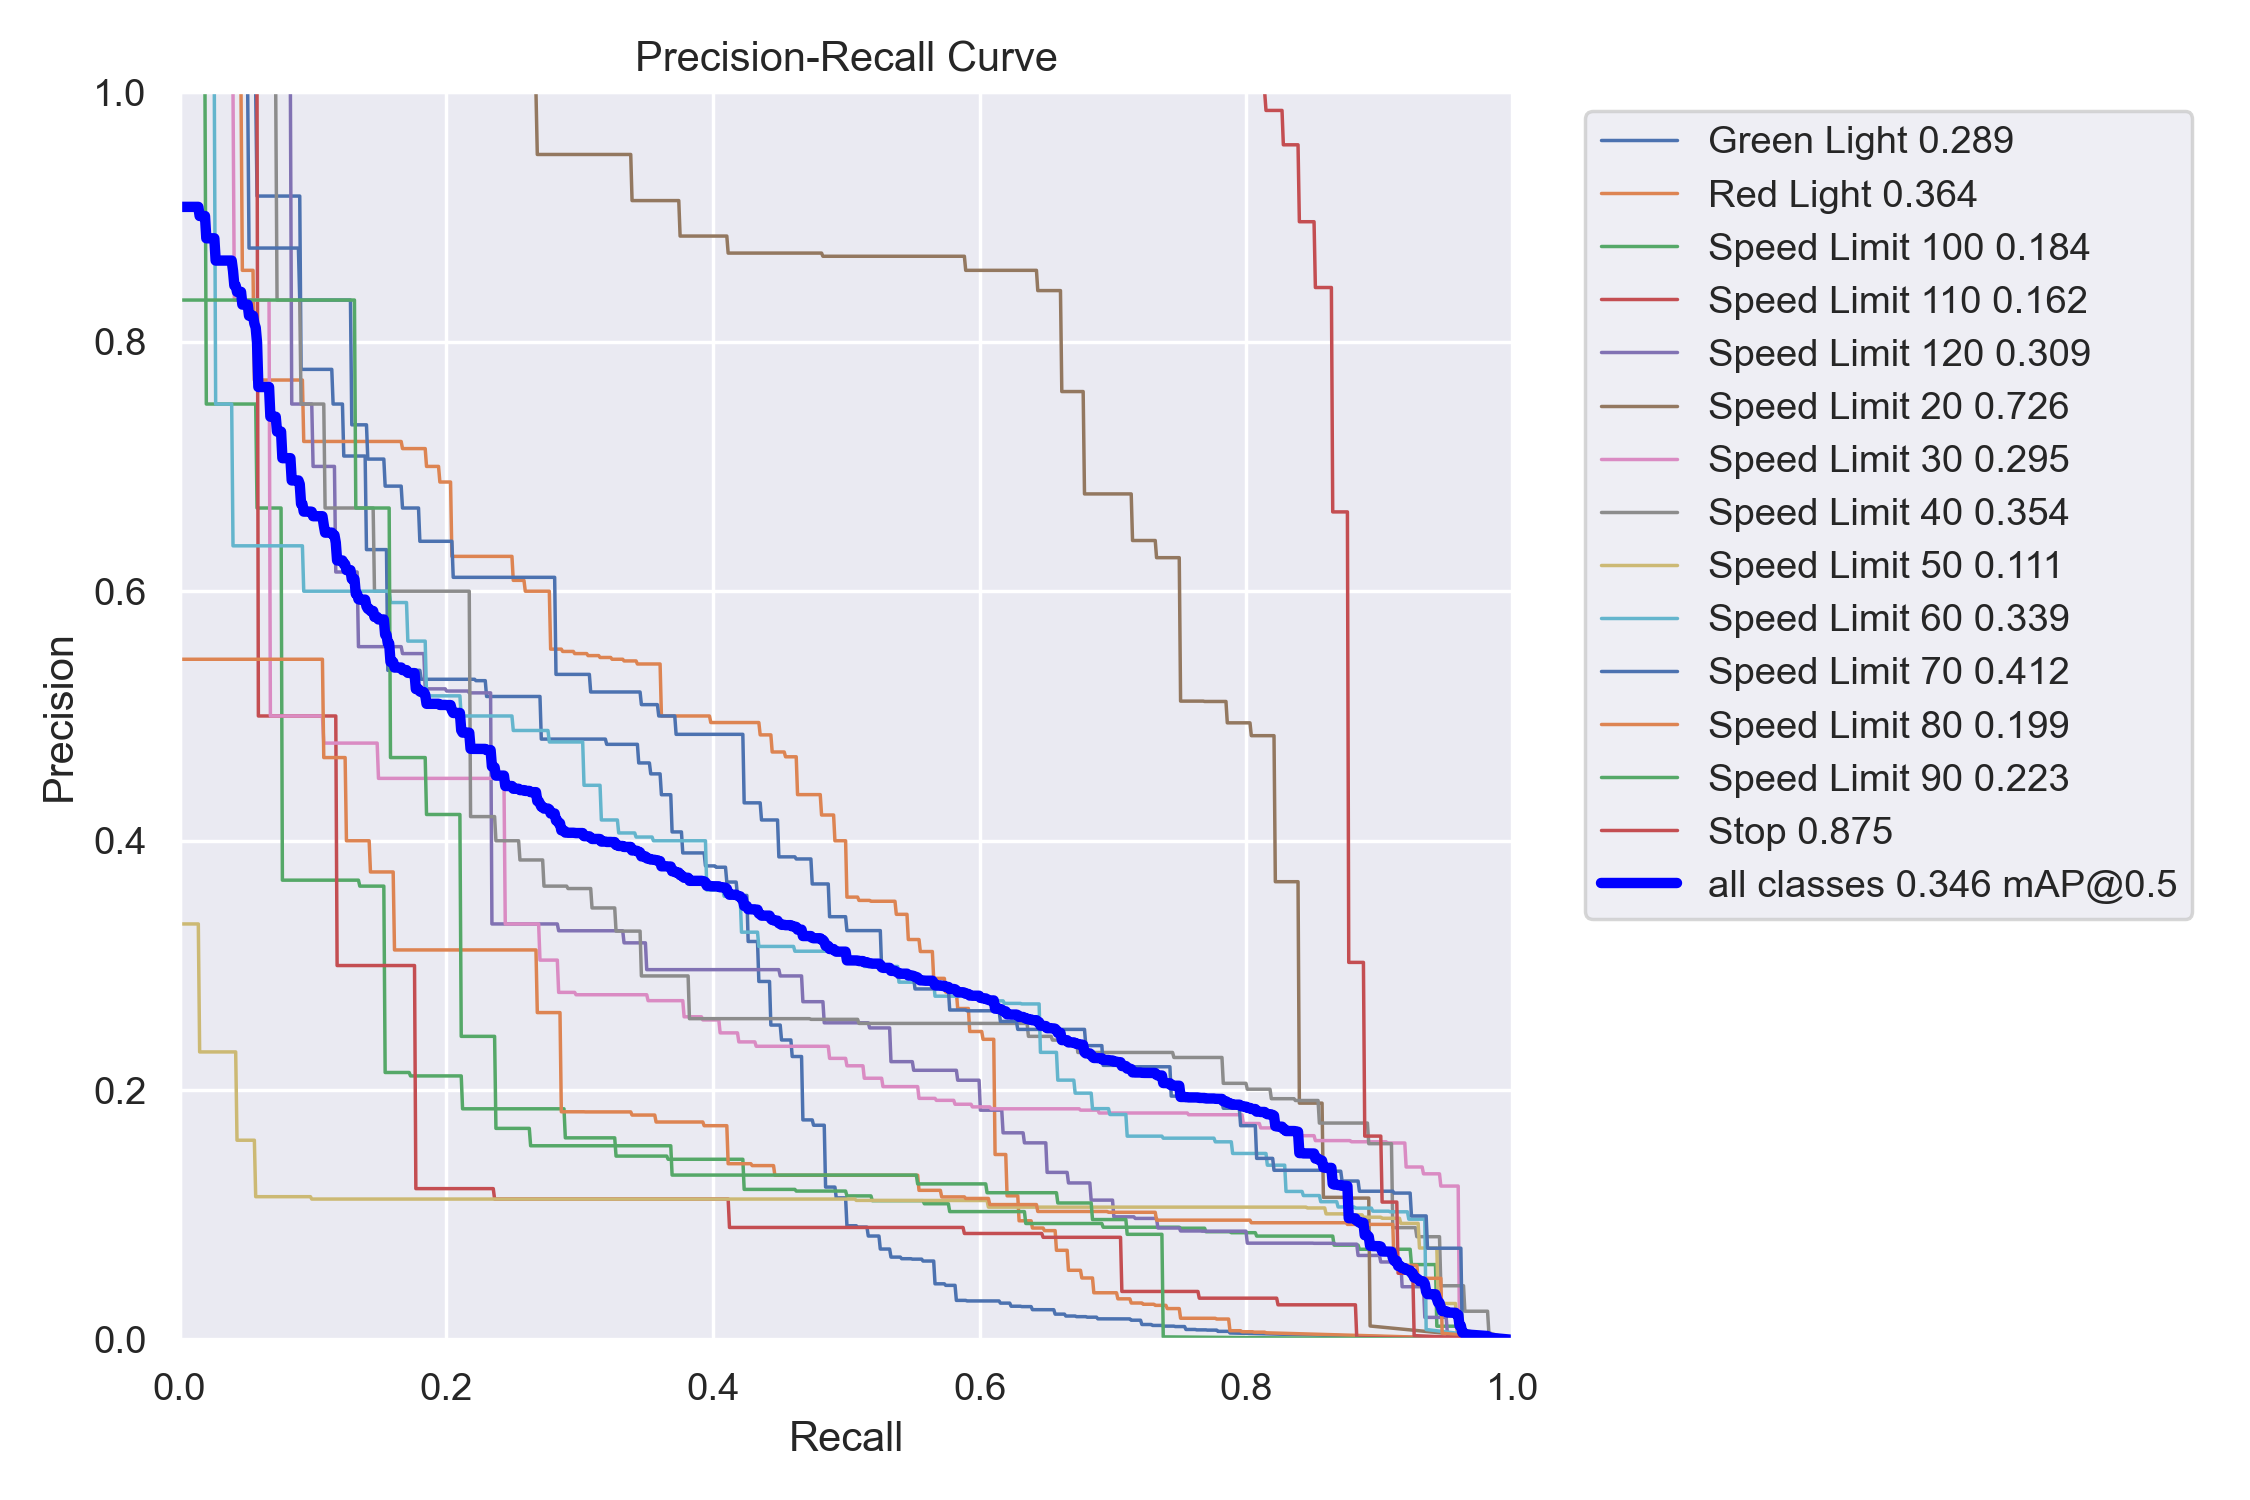 Precision-Recall Curve
1.0
0.8
0.6
0.4
0.2
0.0
Precision
0.0 0.2 0.4 0.6 0.8 1.0
Recall
Green Light 0.289
Red Light 0.364
Speed Limit 100 0.184
Speed Limit 110 0.162
Speed Limit 120 0.309
Speed Limit 20 0.726
Speed Limit 30 0.295
Speed Limit 40 0.354
Speed Limit 50 0.111
Speed Limit 60 0.339
Speed Limit 70 0.412
Speed Limit 80 0.199
Speed Limit 90 0.223
Stop 0.875
all classes 0.346 mAP@0.5